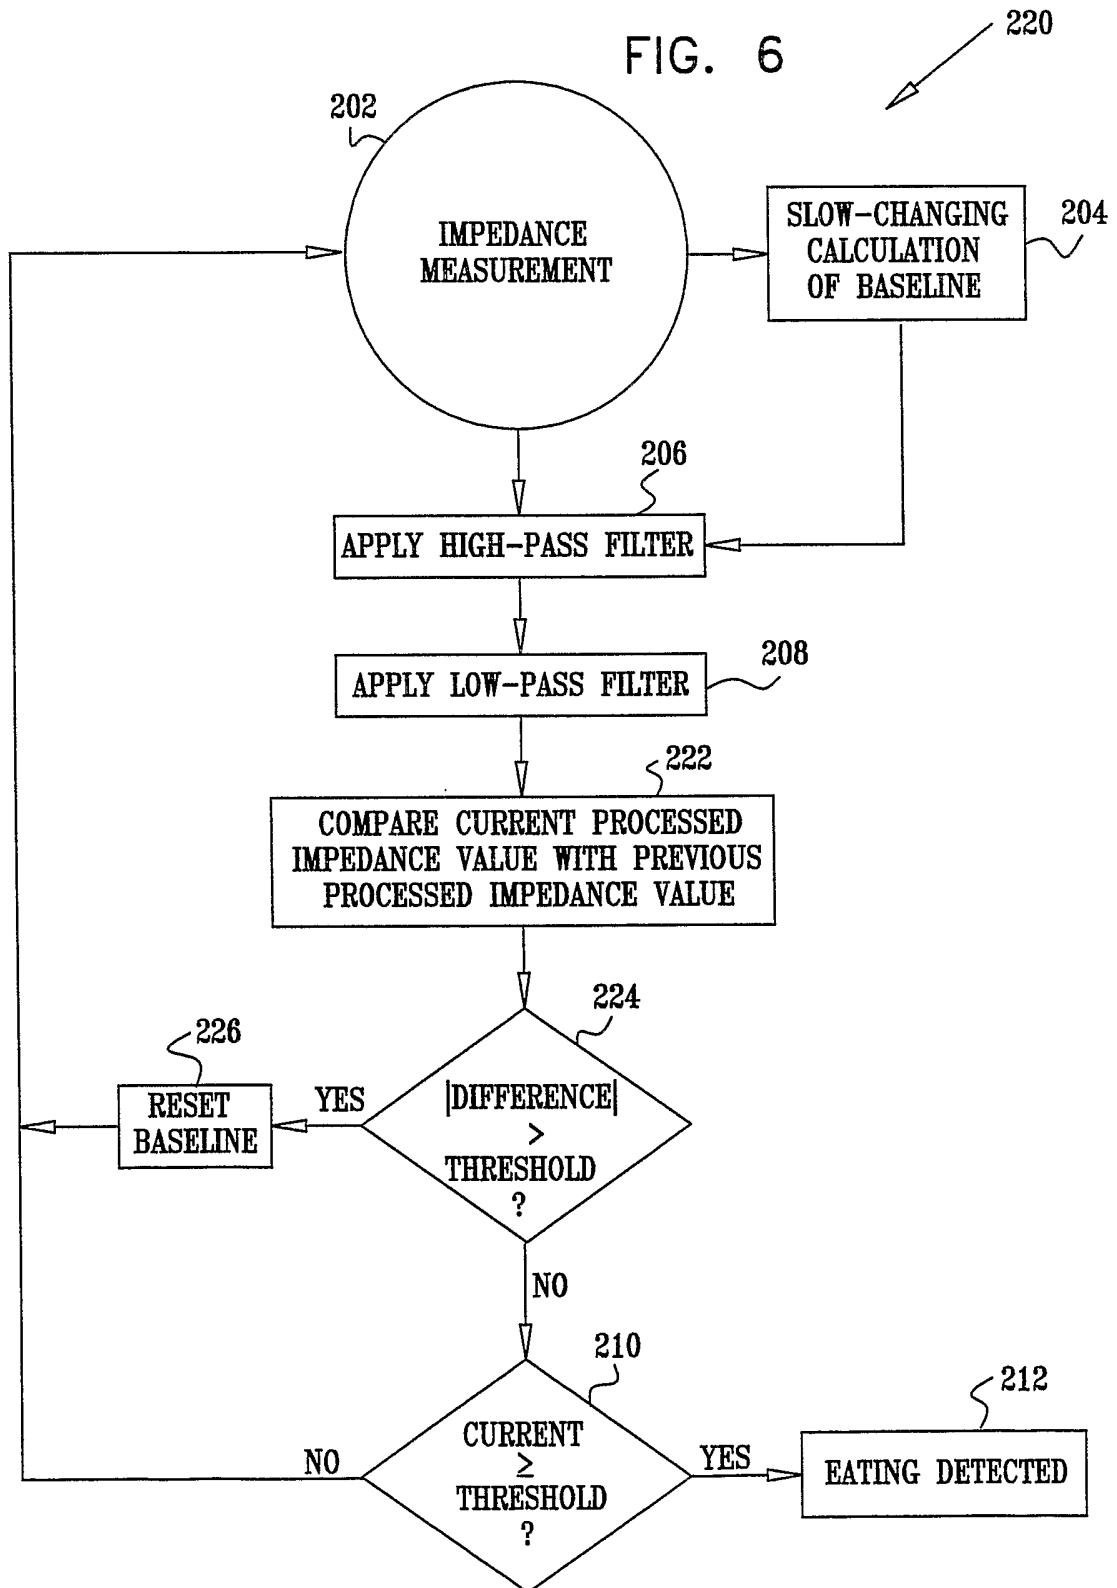 FIG. 6
220
202
IMPEDANCE
MEASUREMENT
SLOW-CHANGING
CALCULATION
OF BASELINE
204
206
APPLY HIGH-PASS FILTER
APPLY LOW-PASS FILTER
208
222
COMPARE CURRENT PROCESSED
IMPEDANCE VALUE WITH PREVIOUS
PROCESSED IMPEDANCE VALUE
224
|DIFFERENCE|
>
THRESHOLD
?
YES
226
RESET
BASELINE
NO
210
CURRENT
≥
THRESHOLD
?
NO
YES
212
EATING DETECTED